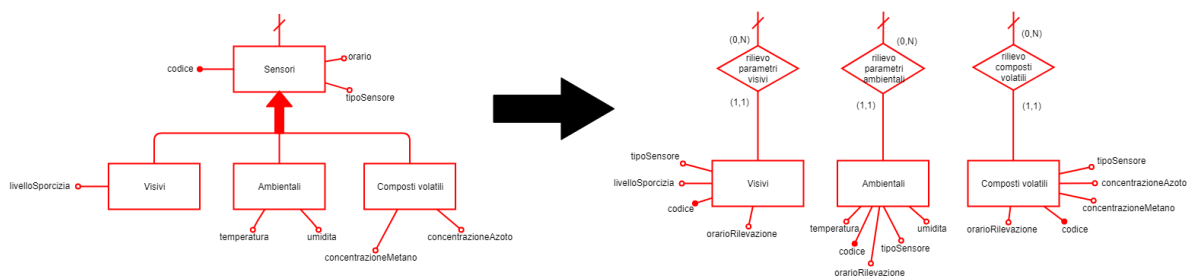 Sensori
codice
orario
tipoSensore
Visivi
Ambientali
Composti volatili
livelloSporcizia
temperatura
umidita
concentrazioneAzoto
concentrazioneMetano
(0,N)
rilievo
parametri
visivi
(1,1)
(0,N)
rilievo
parametri
ambientali
(1,1)
(0,N)
rilievo
composti
volatili
(1,1)
tipoSensore
livelloSporcizia
codice
Visivi
orarioRilevazione
Ambientali
temperatura
codice
umidita
tipoSensore
orarioRilevazione
Composti volatili
tipoSensore
concentrazioneAzoto
concentrazioneMetano
orarioRilevazione
codice